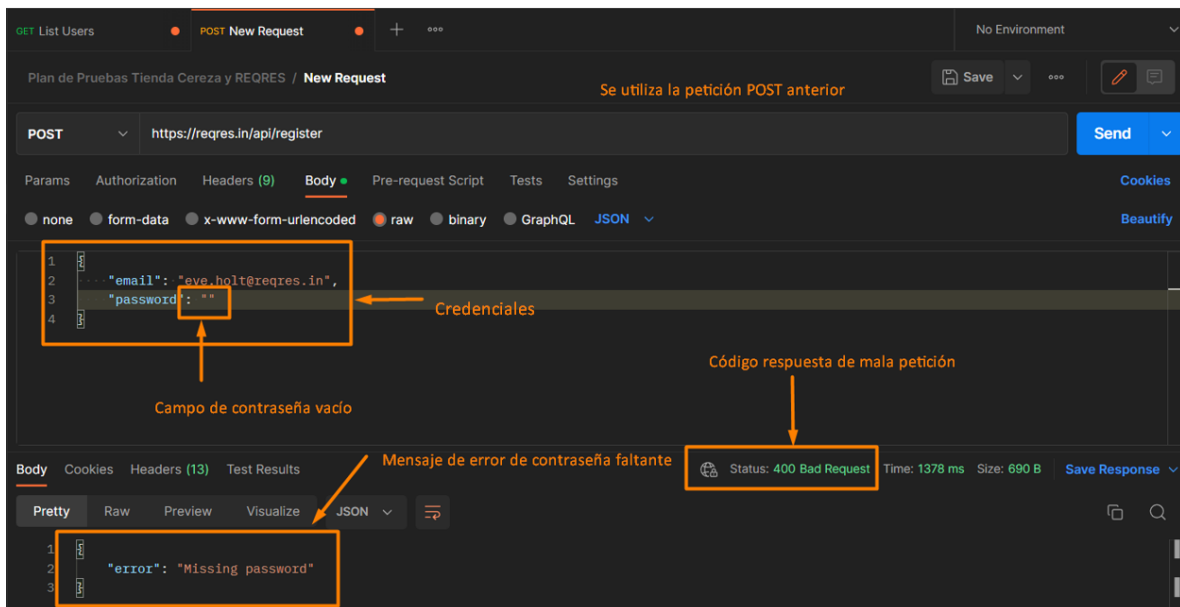 GET List Users POST New Request No Environment
Plan de Pruebas Tienda Cereza y REQRES / New Request Save
Se utiliza la petición POST anterior
POST https://reqres.in/api/register Send
Params Authorization Headers (9) Body Pre-request Script Tests Settings Cookies
none form-data x-www-form-urlencoded raw binary GraphQL JSON Beautify
1 {
2 "email": "eve.holt@reqres.in",
3 "password": ""
4 }
Credenciales
Código respuesta de mala petición
Campo de contraseña vacío
Mensaje de error de contraseña faltante
Body Cookies Headers (13) Test Results Status: 400 Bad Request Time: 1378 ms Size: 690 B Save Response
Pretty Raw Preview Visualize JSON
1 {
2 "error": "Missing password"
3 }